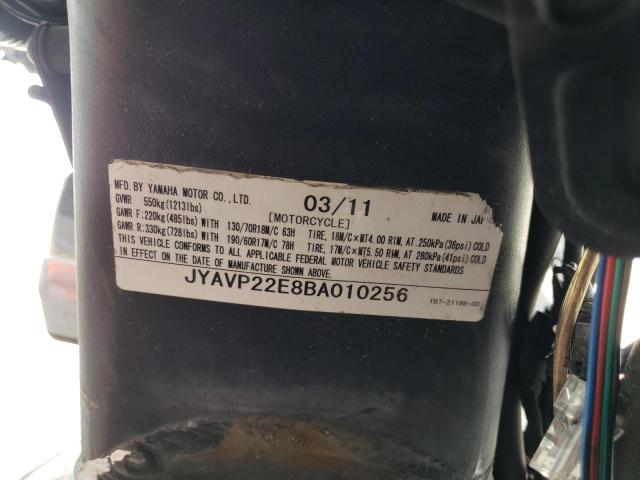 MFD. BY YAMAHA MOTOR CO., LTD. 03/11 MADE IN JAPAN
GVWR 550kg(1213lbs) [MOTORCYCLE]
GAWR F: 220kg(485lbs) WITH 130/70R18M/C 63H TIRE, 18M/C×MT4.00 RIM, AT 250kPa(36psi) COLD
GAWR R: 330kg(728lbs) WITH 190/60R17M/C 78H TIRE, 17M/C×MT5.50 RIM, AT 280kPa(41psi) COLD
THIS VEHICLE CONFORMS TO ALL APPLICABLE FEDERAL MOTOR VEHICLE SAFETY STANDARDS
IN EFFECT ON THE DATE OF MANUFACTURE SHOWN ABOVE.
JYAVP22E8BA010256 1D7-2118B-00